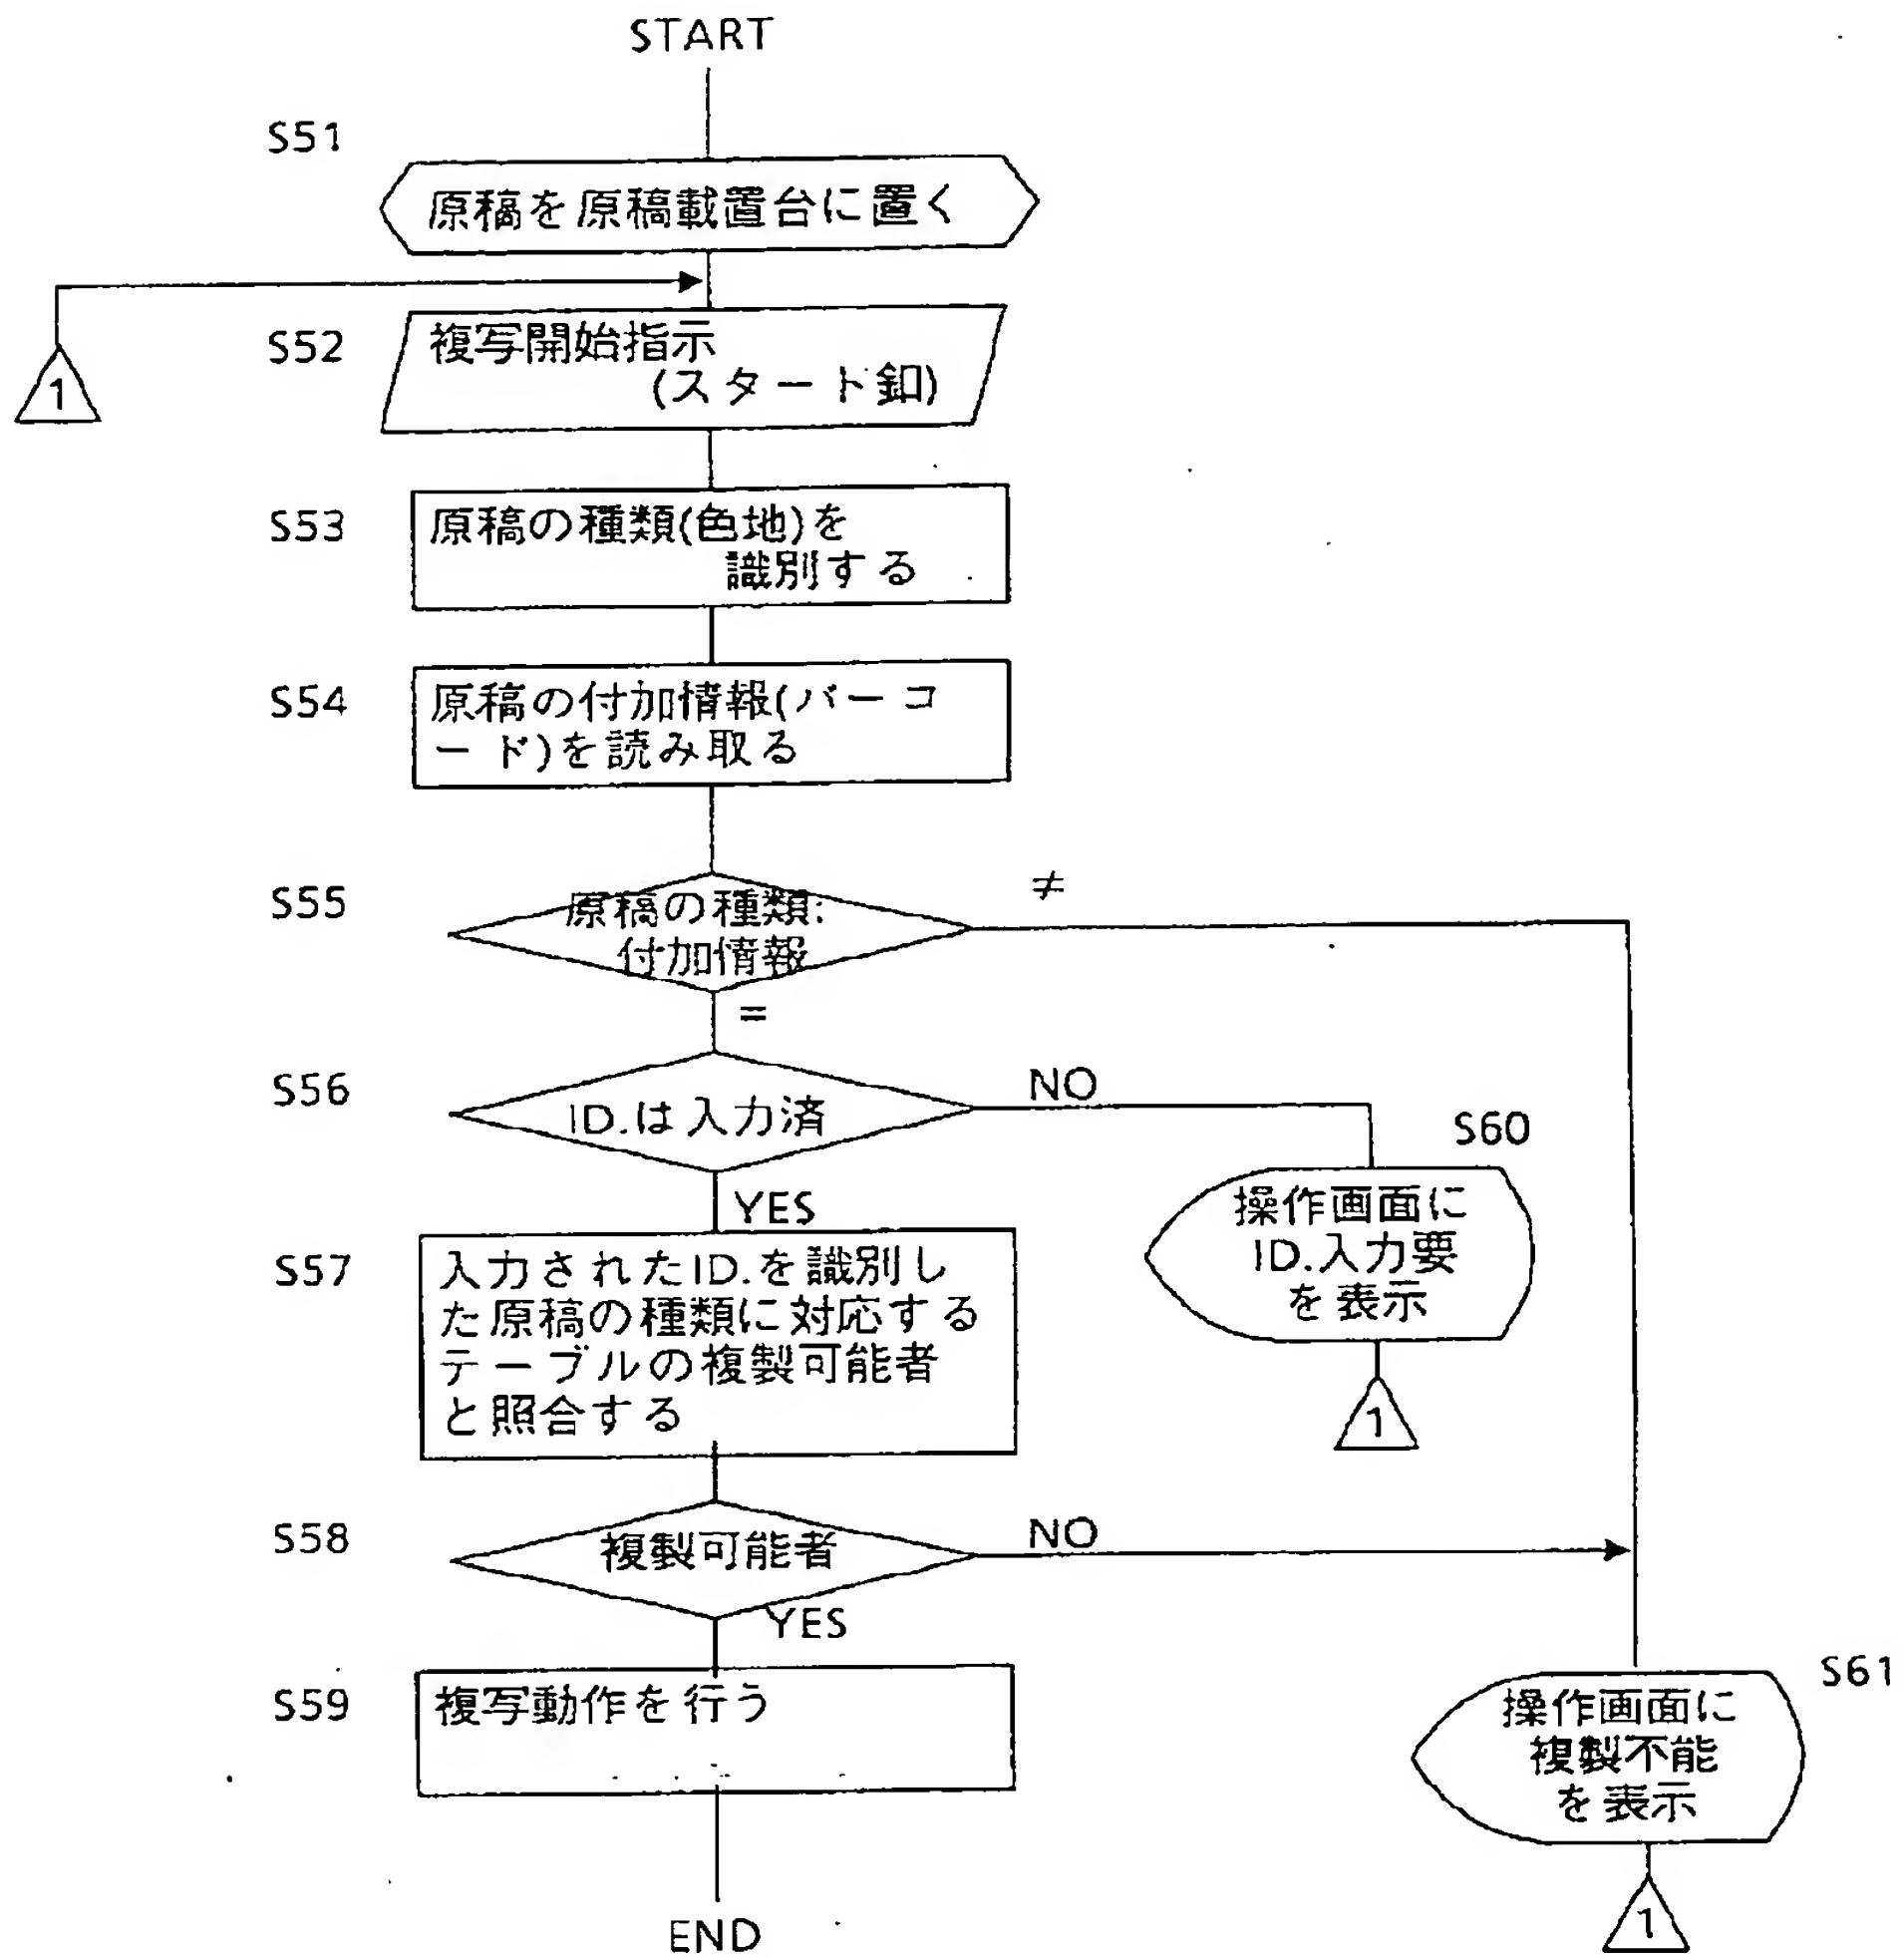 START
S51
原稿を原稿載置台に置く
1
S52
複写開始指示
(スタート釦)
S53
原稿の種類(色地)を
識別する
S54
原稿の付加情報(バーコ
ード)を読み取る
S55
原稿の種類:
付加情報
≠
=
S56
ID.は入力済
NO
YES
S60
操作画面に
ID.入力要
を表示
1
S57
入力されたID.を識別し
た原稿の種類に対応する
テーブルの複製可能者
と照合する
S58
複製可能者
NO
YES
S59
複写動作を行う
S61
操作画面に
複製不能
を表示
1
END